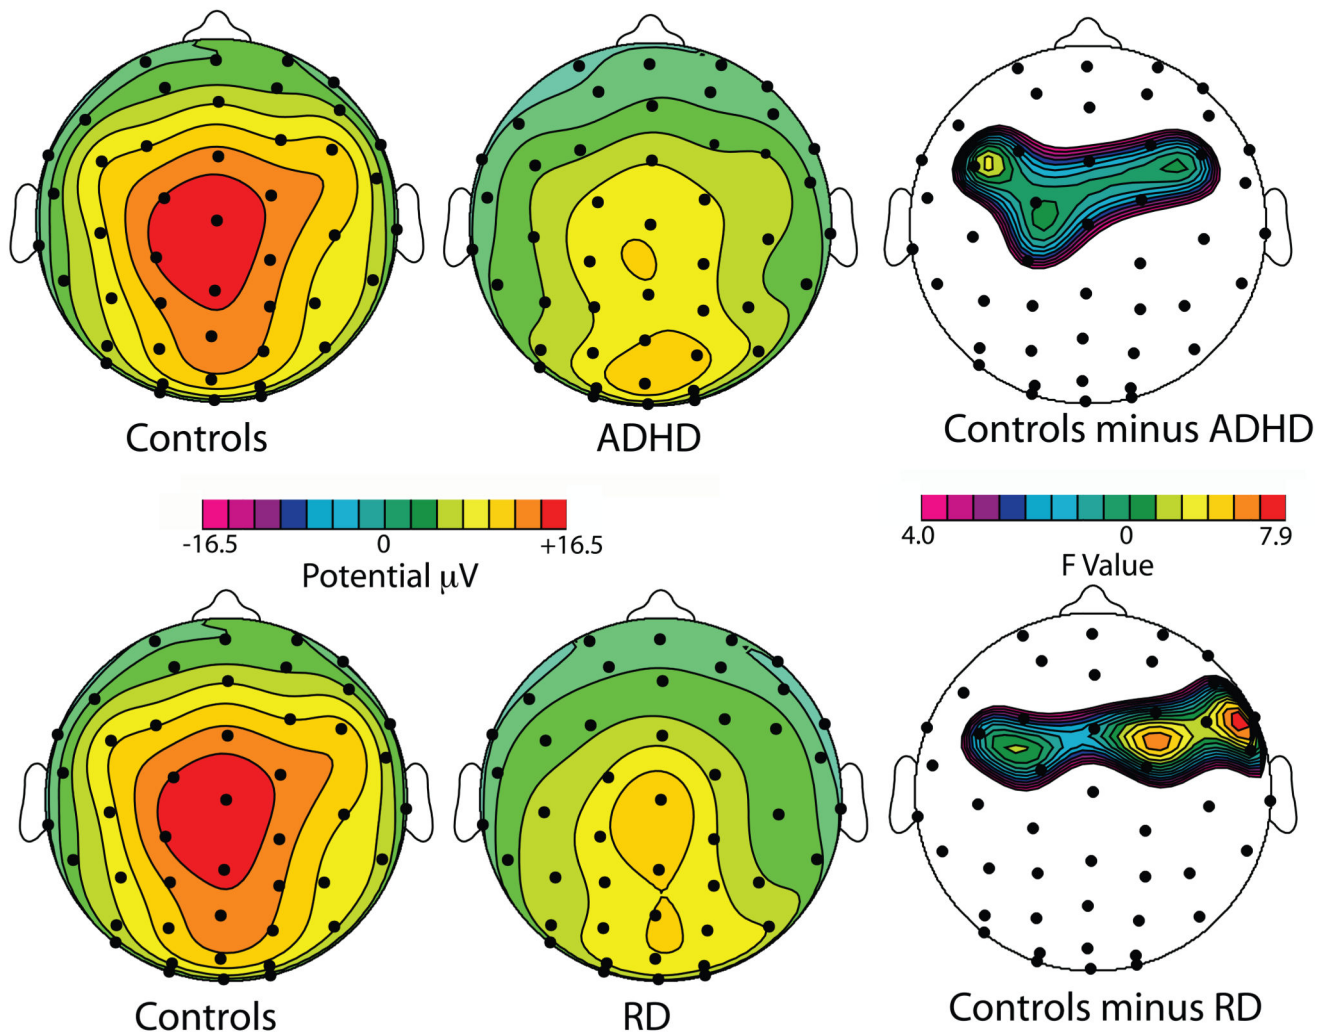 Controls
ADHD
Controls minus ADHD
-16.5
0
+16.5
Potential μV
4.0
0
7.9
F Value
Controls
RD
Controls minus RD